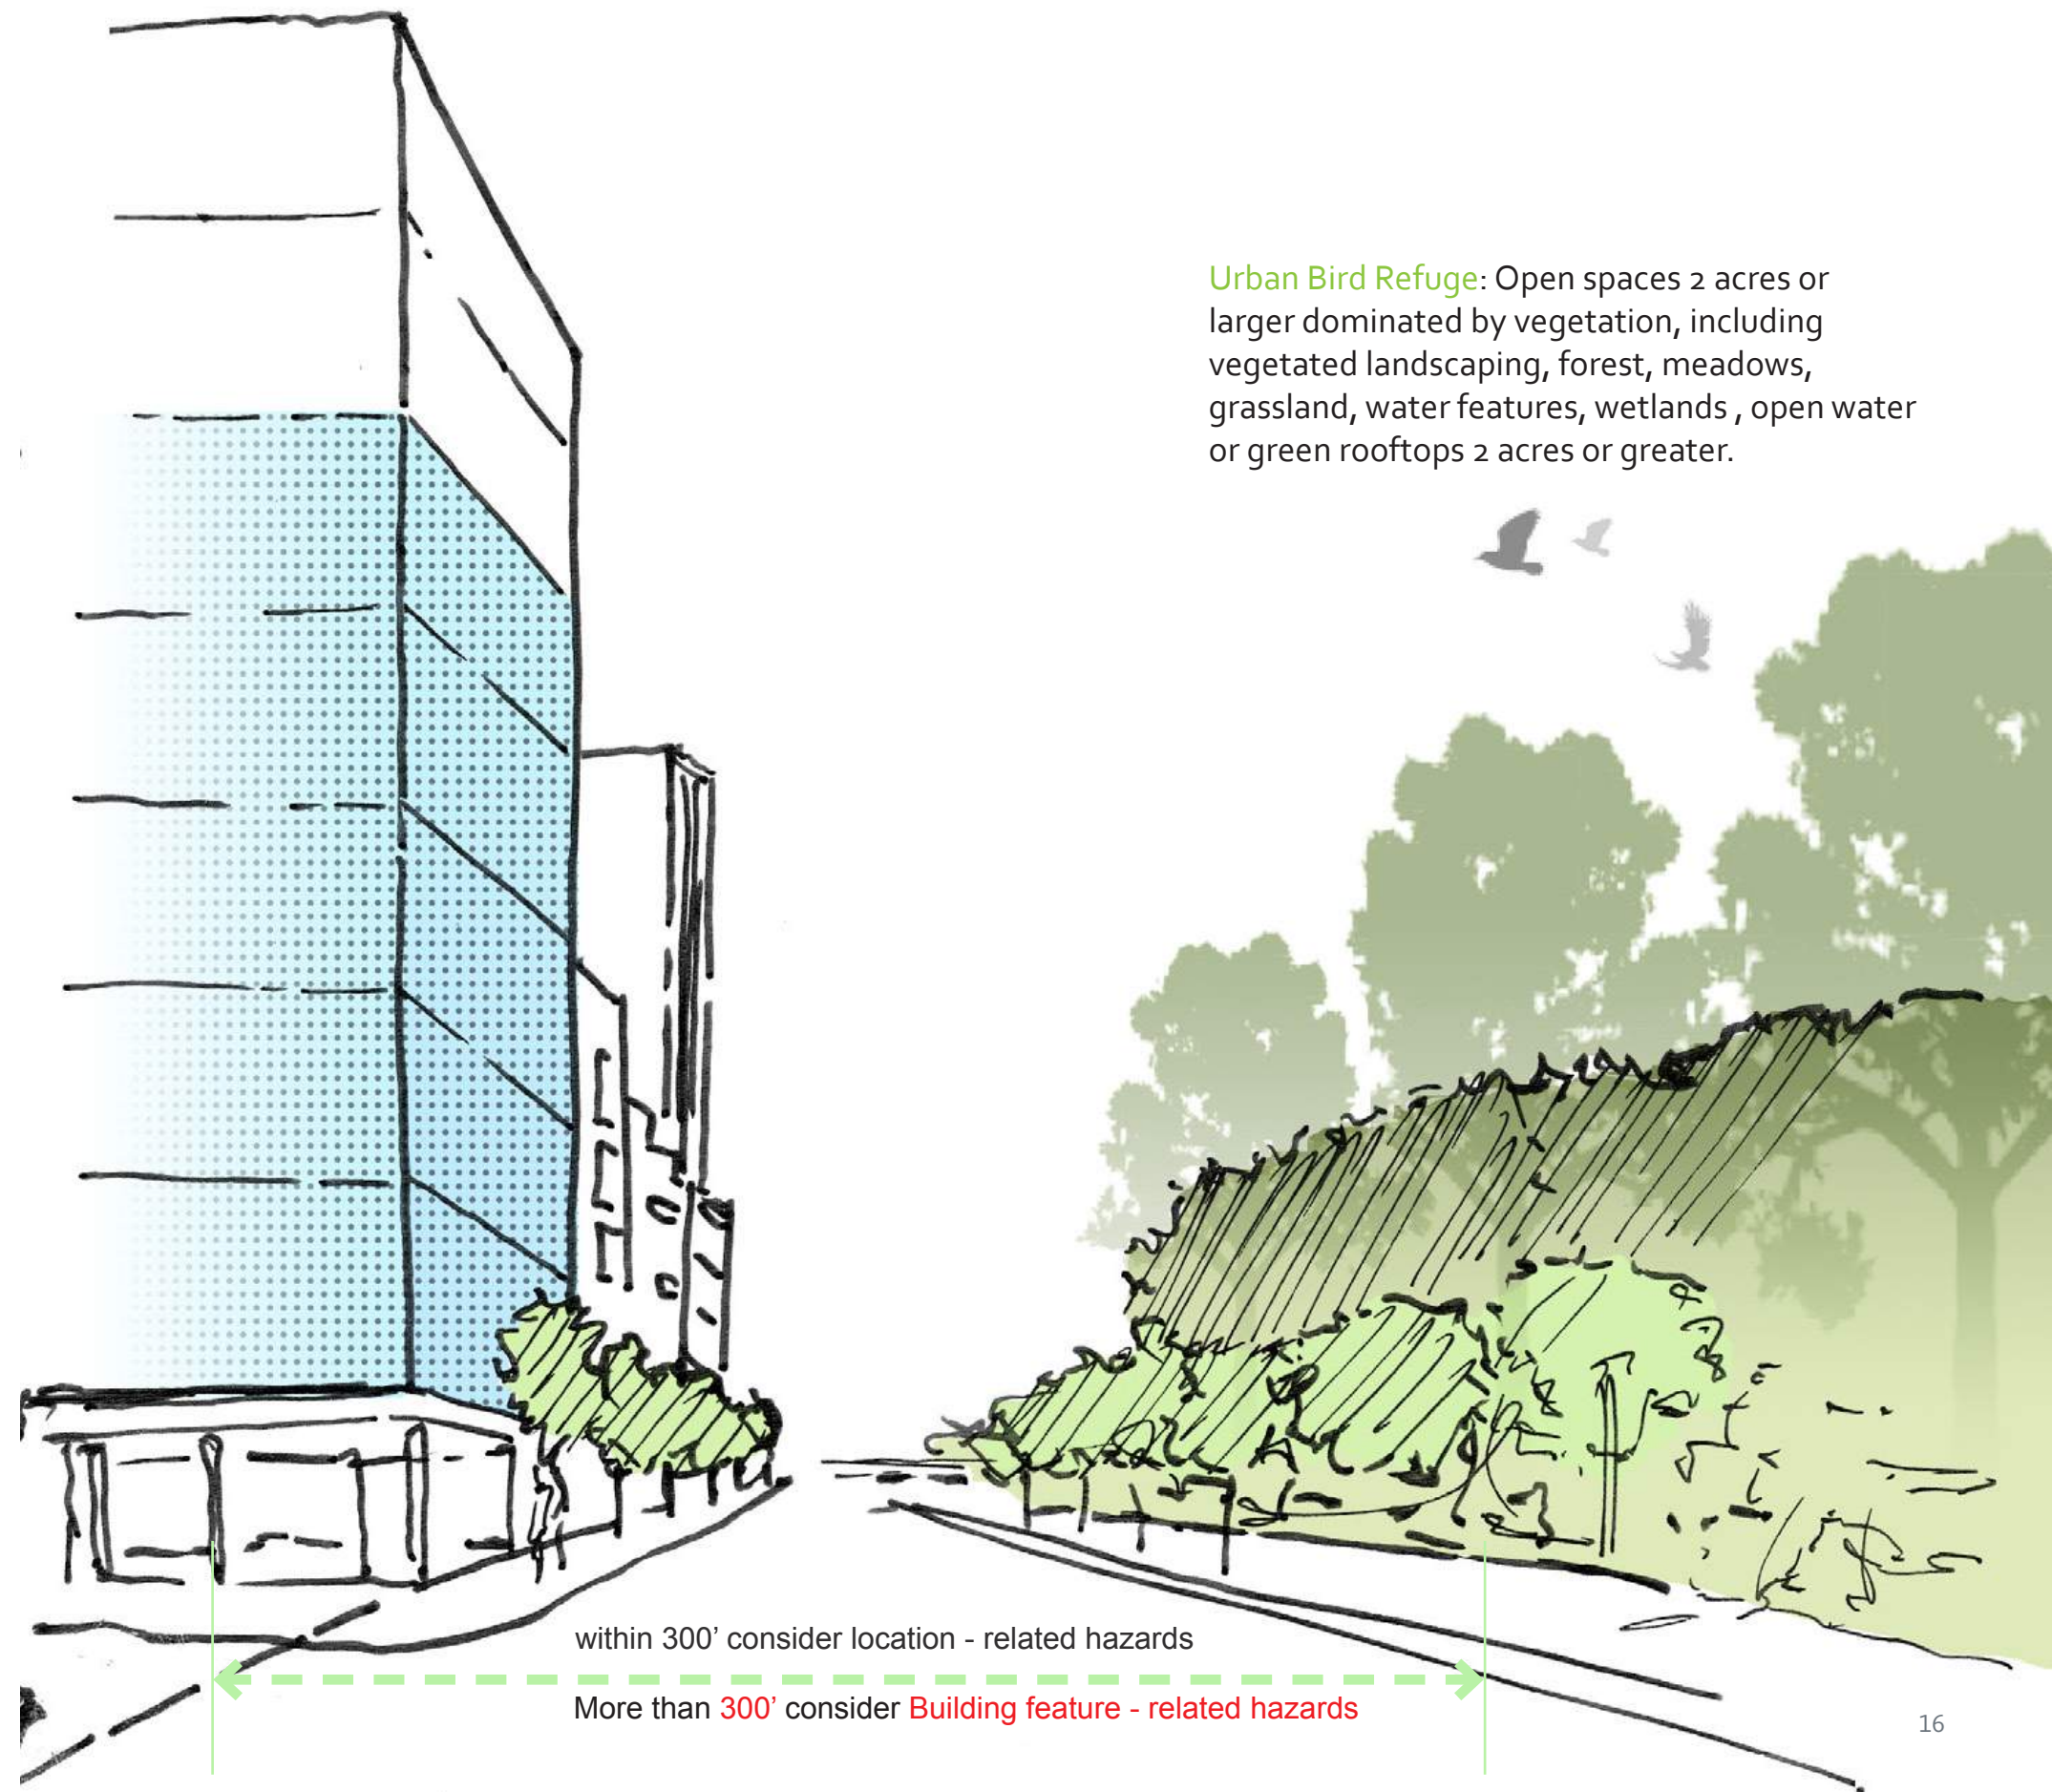 Urban Bird Refuge: Open spaces 2 acres or
larger dominated by vegetation, including
vegetated landscaping, forest, meadows,
grassland, water features, wetlands , open water
or green rooftops 2 acres or greater.
within 300’ consider location - related hazards
More than 300’ consider Building feature - related hazards
16